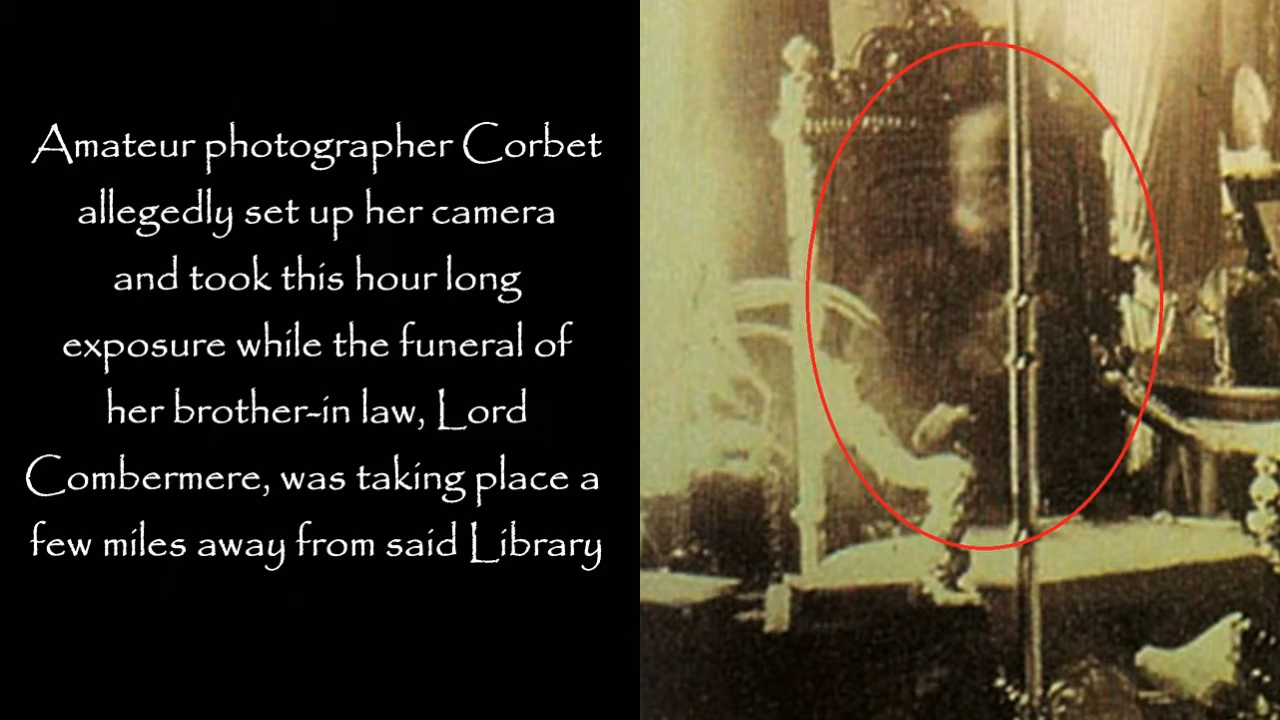 Amateur photographer Corbet
allegedly set up her camera
and took this hour long
exposure while the funeral of
her brother-in law, Lord
Combermere, was taking place a
few miles away from said Library